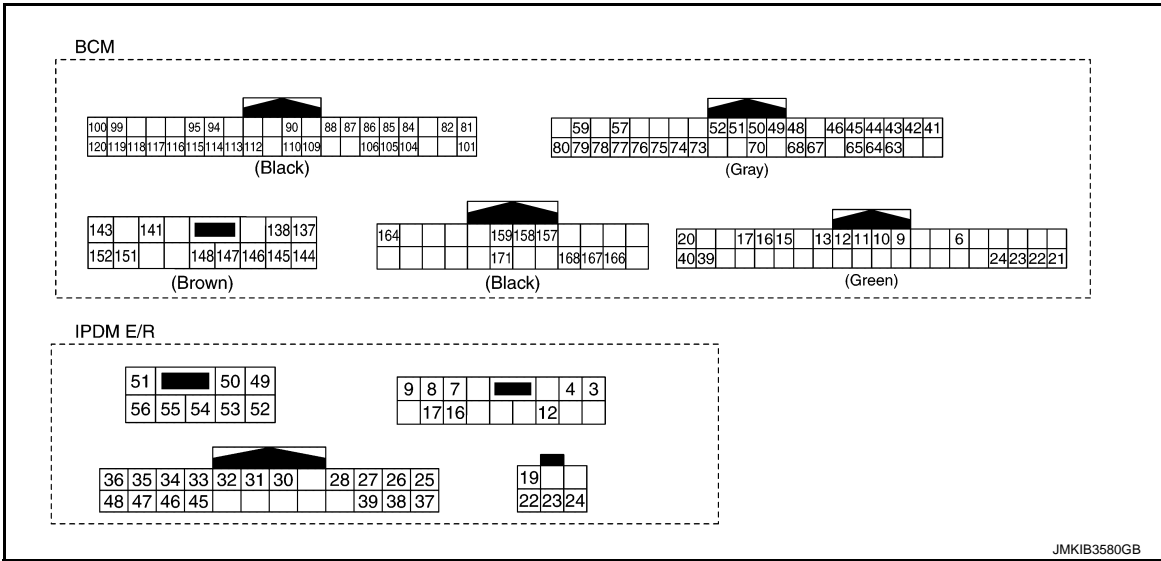 BCM
100 99 95 94 90 88 87 86 85 84 82 81
120 119 118 117 116 115 114 113 112 110 109 106 105 104 101
(Black)
59 57 52 51 50 49 48 46 45 44 43 42 41
80 79 78 77 76 75 74 73 70 68 67 65 64 63
(Gray)
143 141 138 137
152 151 148 147 146 145 144
(Brown)
164 159 158 157
171 168 167 166
(Black)
20 17 16 15 13 12 11 10 9 6
40 39 24 23 22 21
(Green)
IPDM E/R
51 50 49
56 55 54 53 52
9 8 7 4 3
17 16 12
36 35 34 33 32 31 30 28 27 26 25
48 47 46 45 39 38 37
19
22 23 24
JMKIB3580GB